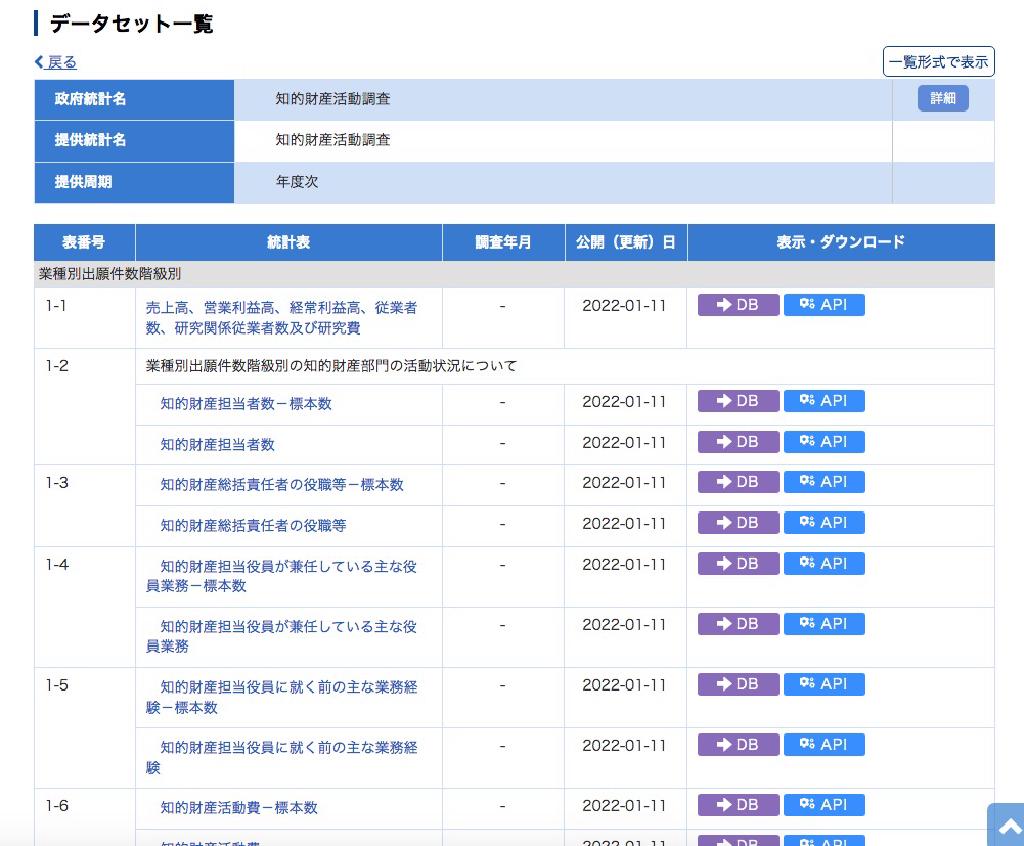 データセット一覧
戻る
一覧形式で表示
政府統計名 知的財産活動調査 詳細
提供統計名 知的財産活動調査
提供周期 年度次
表番号 統計表 調査年月 公開（更新）日 表示・ダウンロード
業種別出願件数階級別
1-1 売上高、営業利益高、経常利益高、従業者 - 2022-01-11 DB API
数、研究関係従業者数及び研究費
1-2 業種別出願件数階級別の知的財産部門の活動状況について
知的財産担当者数－標本数 - 2022-01-11 DB API
知的財産担当者数 - 2022-01-11 DB API
1-3 知的財産総括責任者の役職等－標本数 - 2022-01-11 DB API
知的財産総括責任者の役職等 - 2022-01-11 DB API
1-4 知的財産担当役員が兼任している主な役 - 2022-01-11 DB API
員業務－標本数
知的財産担当役員が兼任している主な役 - 2022-01-11 DB API
員業務
1-5 知的財産担当役員に就く前の主な業務経 - 2022-01-11 DB API
験－標本数
知的財産担当役員に就く前の主な業務経 - 2022-01-11 DB API
験
1-6 知的財産活動費－標本数 - 2022-01-11 DB API
知的財産活動費 - 2022-01-11 DB API